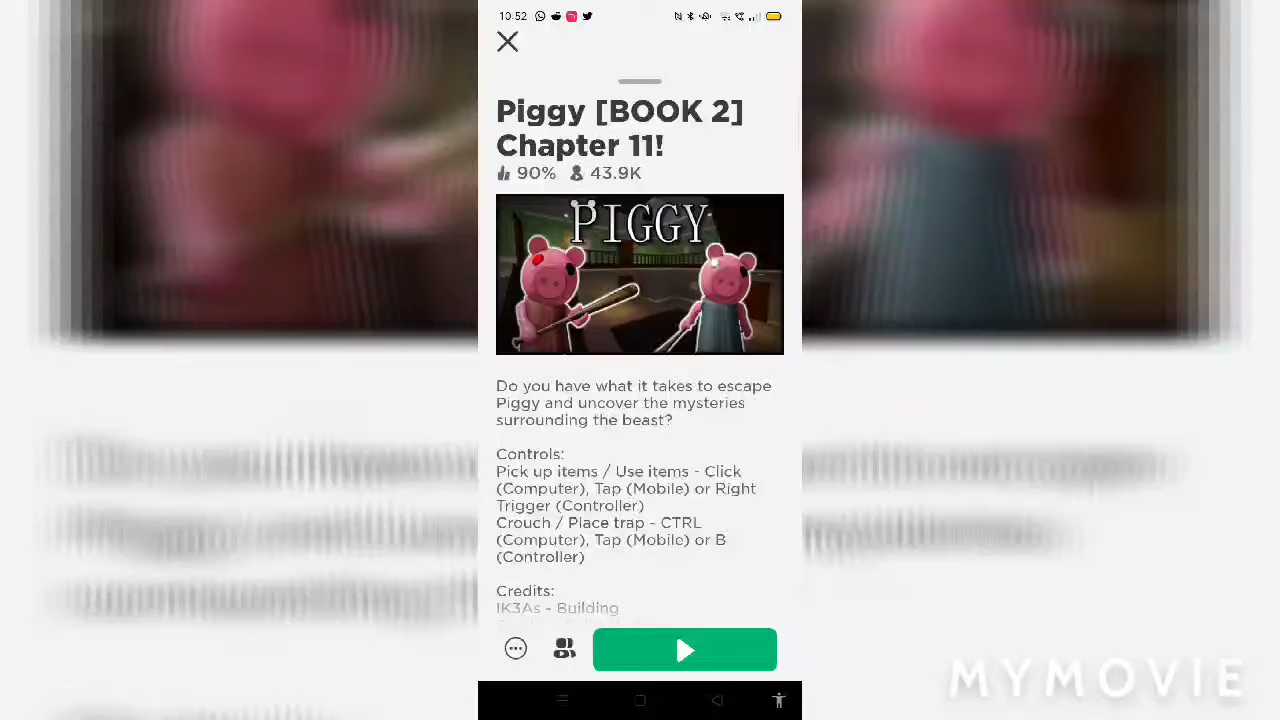 10:52
Piggy [BOOK 2]
Chapter 11!
90% 43.9K
PIGGY
Do you have what it takes to escape
Piggy and uncover the mysteries
surrounding the beast?
Controls:
Pick up items / Use items - Click
(Computer), Tap (Mobile) or Right
Trigger (Controller)
Crouch / Place trap - CTRL
(Computer), Tap (Mobile) or B
(Controller)
Credits:
IK3As - Building
MYMOVIE